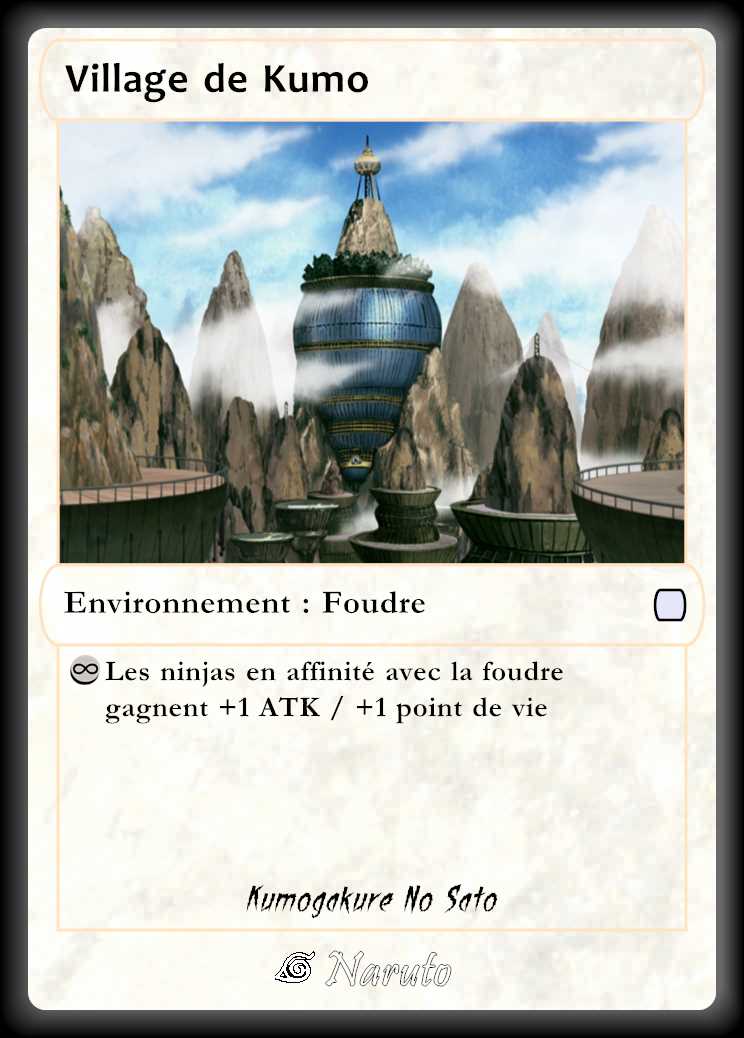 Village de Kumo
Environnement : Foudre
∞ Les ninjas en affinité avec la foudre
gagnent +1 ATK / +1 point de vie
Kumogakure No Sato
Naruto